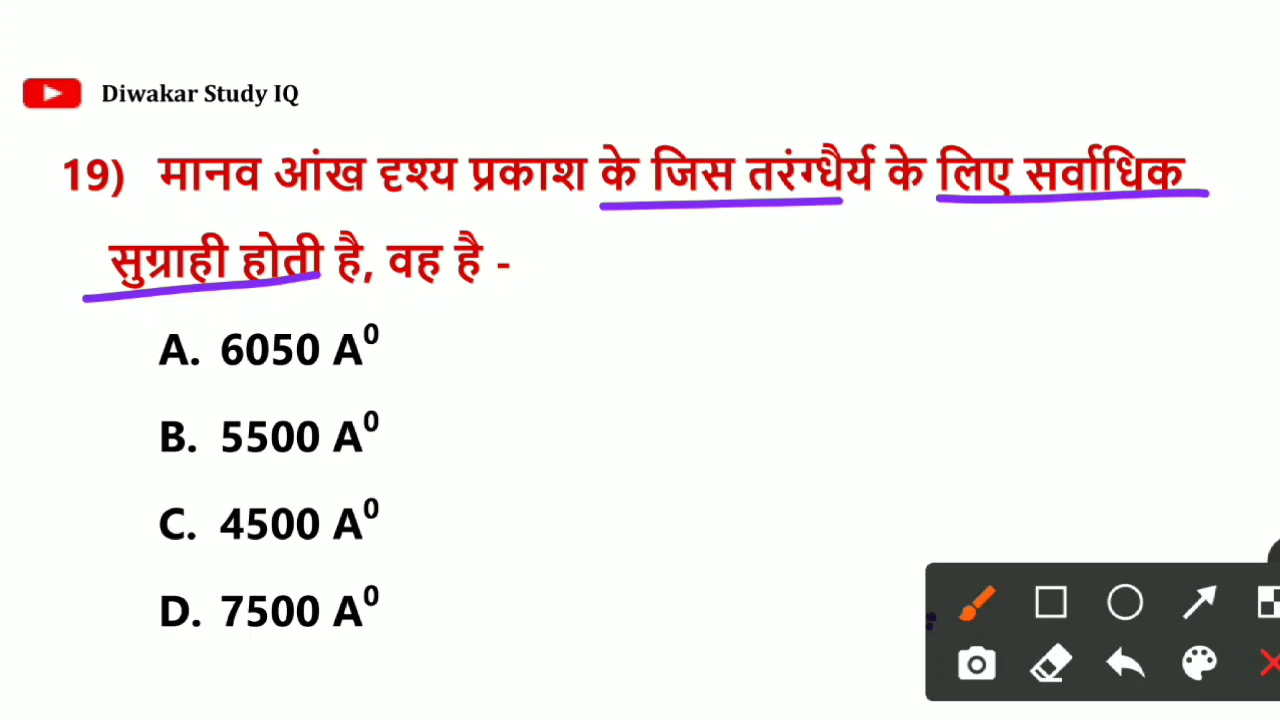 Diwakar Study IQ
19) मानव आंख दृश्य प्रकाश के जिस तरंग्धैर्य के लिए सर्वाधिक
सुग्राही होती है, वह है -
A. 6050 A⁰
B. 5500 A⁰
C. 4500 A⁰
D. 7500 A⁰